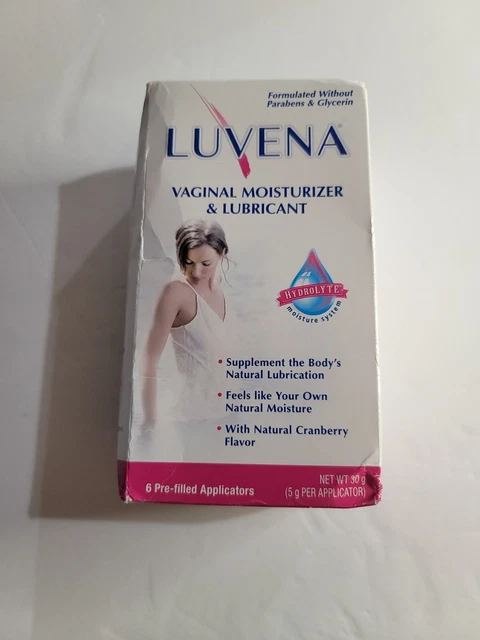 Formulated Without
Parabens & Glycerin
LUVENA®
VAGINAL MOISTURIZER
& LUBRICANT
HYDROLYTE™
moisture system
• Supplement the Body's
Natural Lubrication
• Feels like Your Own
Natural Moisture
• With Natural Cranberry
Flavor
6 Pre-filled Applicators
NET WT 30 g
(5 g PER APPLICATOR)